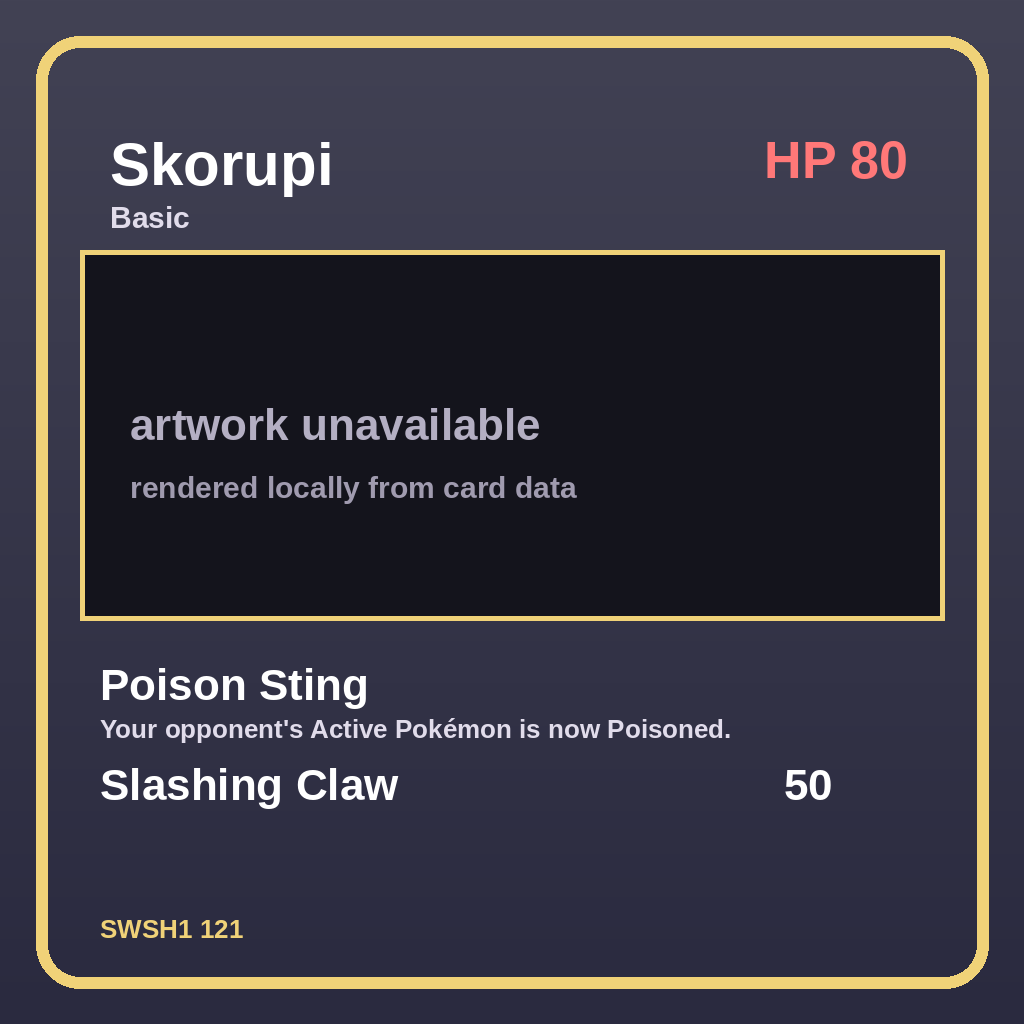 Skorupi
HP 80
Basic
artwork unavailable
rendered locally from card data
Poison Sting
Your opponent's Active Pokémon is now Poisoned.
Slashing Claw
50
SWSH1 121